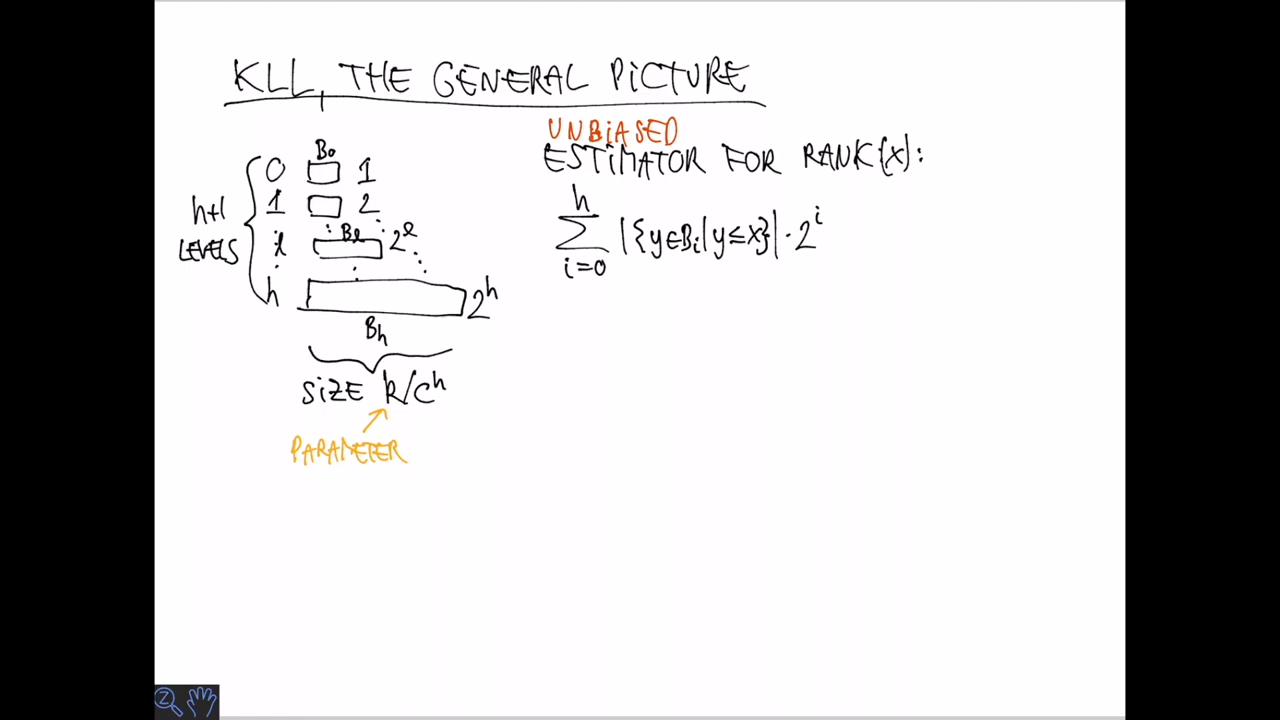 KLL, THE GENERAL PICTURE
UNBIASED
ESTIMATOR FOR RANK(X):
h
∑ |{y∈Bi|y≤x}| · 2^i
i=0
B0
0 1
1 2
h+1
LEVELS
l Bl 2^l
h 2^h
Bh
SIZE k/c^h
PARAMETER
Z